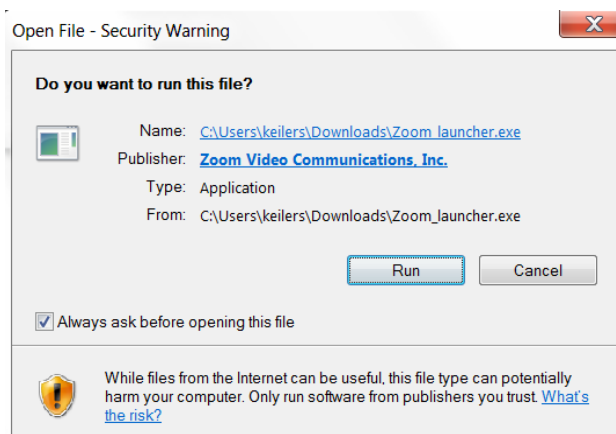 Open File - Security Warning
Do you want to run this file?
Name: C:\Users\keilers\Downloads\Zoom_launcher.exe
Publisher: Zoom Video Communications, Inc.
Type: Application
From: C:\Users\keilers\Downloads\Zoom_launcher.exe
Run Cancel
Always ask before opening this file
While files from the Internet can be useful, this file type can potentially
harm your computer. Only run software from publishers you trust. What's
the risk?